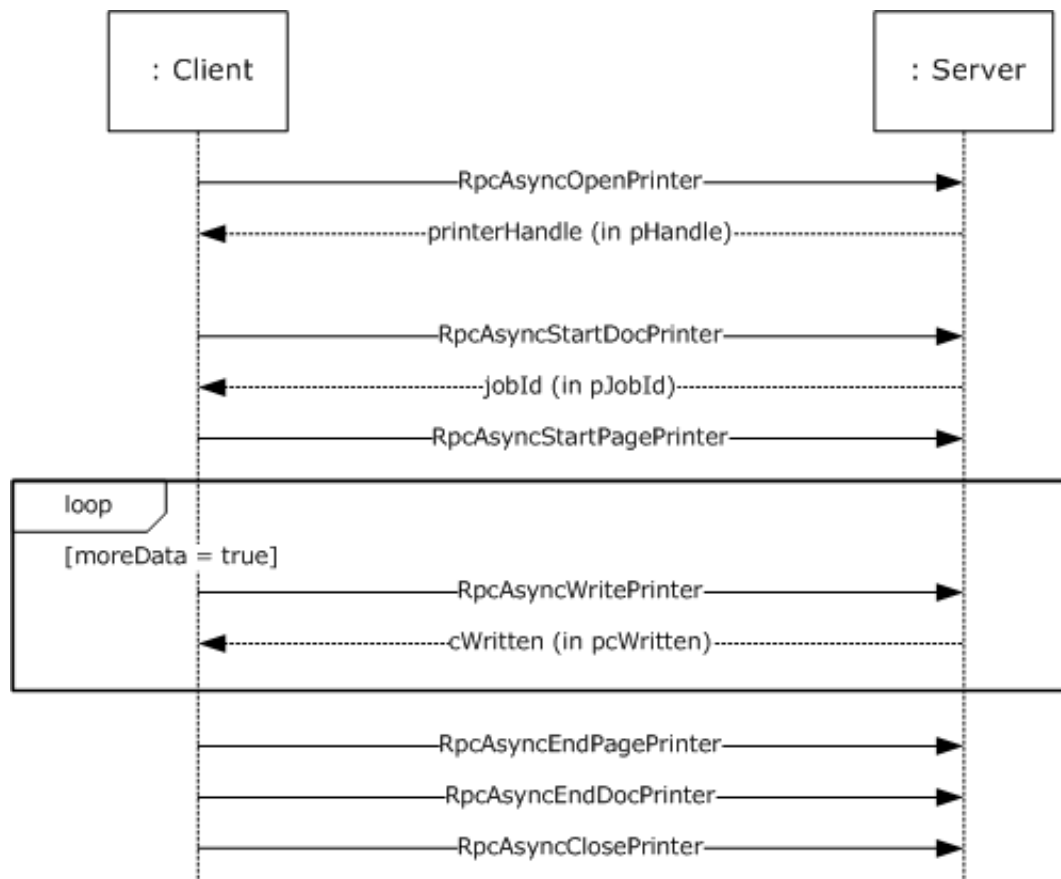 : Client
: Server
RpcAsyncOpenPrinter
printerHandle (in pHandle)
RpcAsyncStartDocPrinter
jobId (in pJobId)
RpcAsyncStartPagePrinter
loop
[moreData = true]
RpcAsyncWritePrinter
cWritten (in pcWritten)
RpcAsyncEndPagePrinter
RpcAsyncEndDocPrinter
RpcAsyncClosePrinter